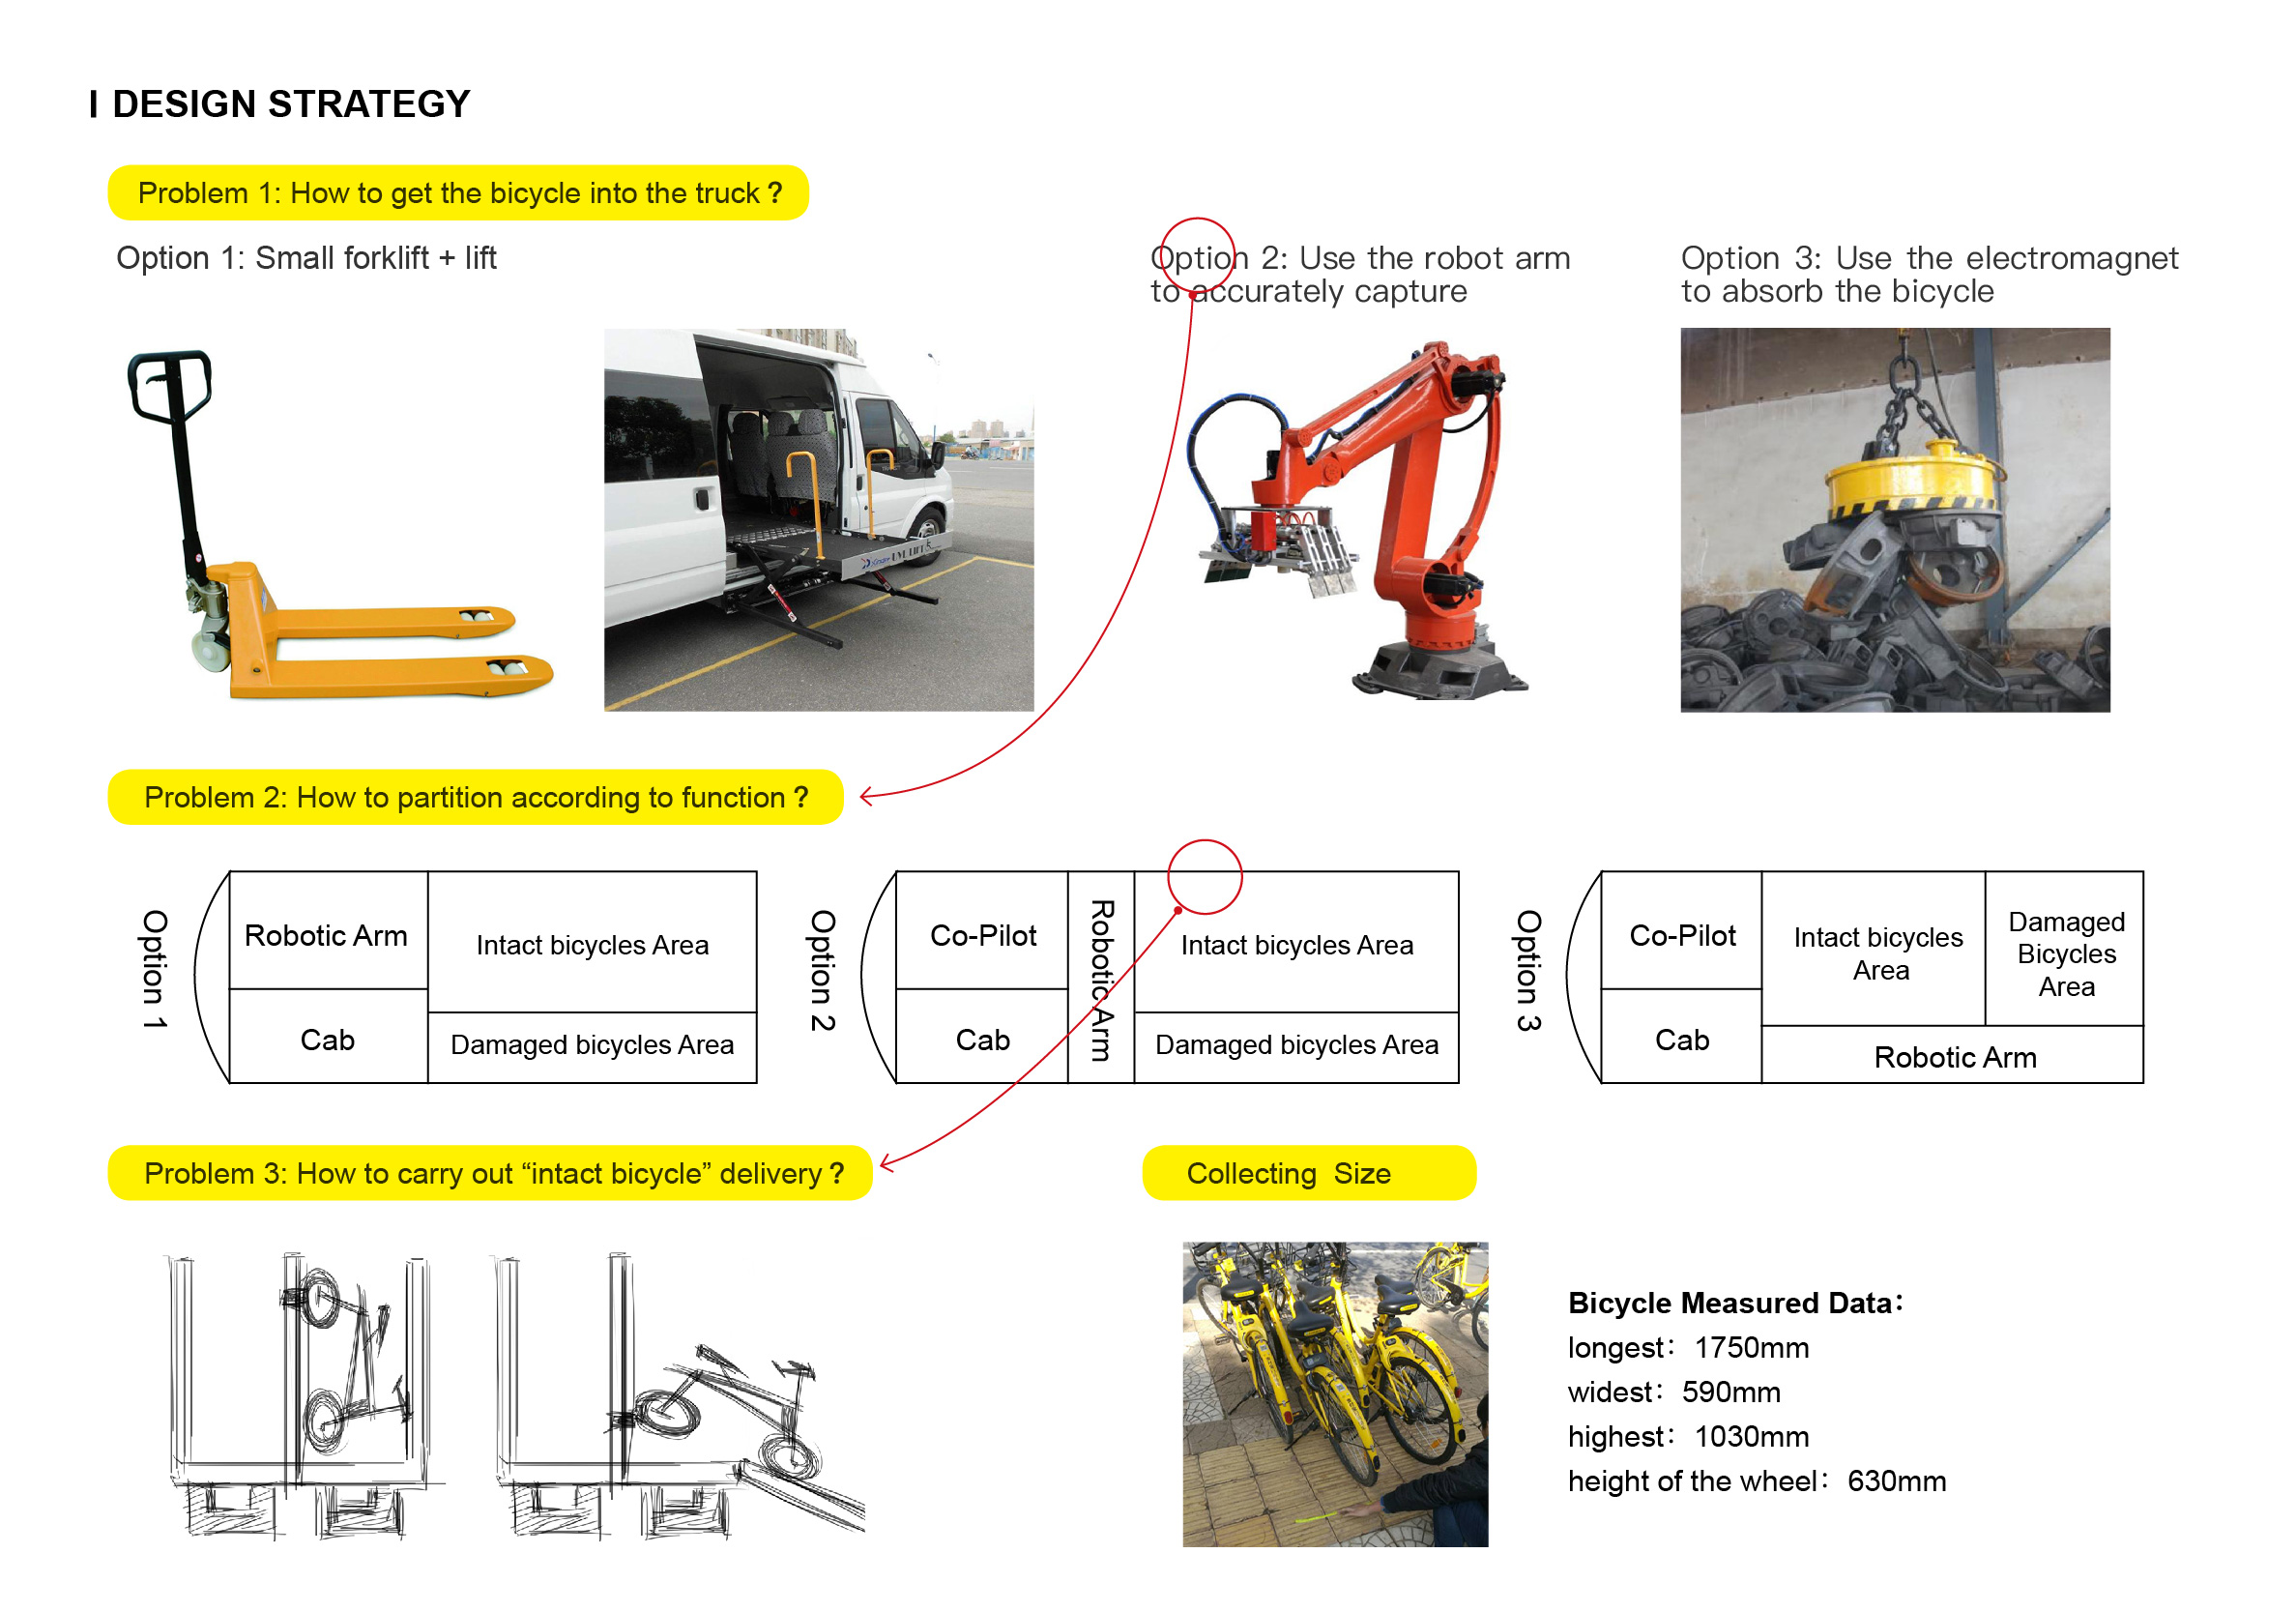 I DESIGN STRATEGY
Problem 1: How to get the bicycle into the truck?
Option 1: Small forklift + lift
Option 2: Use the robot arm
to accurately capture
Option 3: Use the electromagnet
to absorb the bicycle
Problem 2: How to partition according to function?
Option 1
Robotic Arm
Cab
Intact bicycles Area
Damaged bicycles Area
Option 2
Co-Pilot
Cab
Robotic Arm
Intact bicycles Area
Damaged bicycles Area
Option 3
Co-Pilot
Cab
Intact bicycles
Area
Damaged
Bicycles
Area
Robotic Arm
Problem 3: How to carry out “intact bicycle” delivery?
Collecting Size
Bicycle Measured Data：
longest：1750mm
widest：590mm
highest：1030mm
height of the wheel：630mm